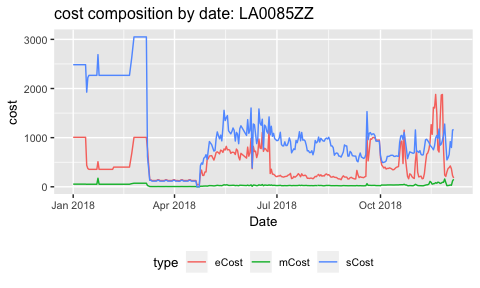 cost composition by date: LA0085ZZ
3000
2000
1000
0
cost
Jan 2018 Apr 2018 Jul 2018 Oct 2018
Date
type eCost mCost sCost